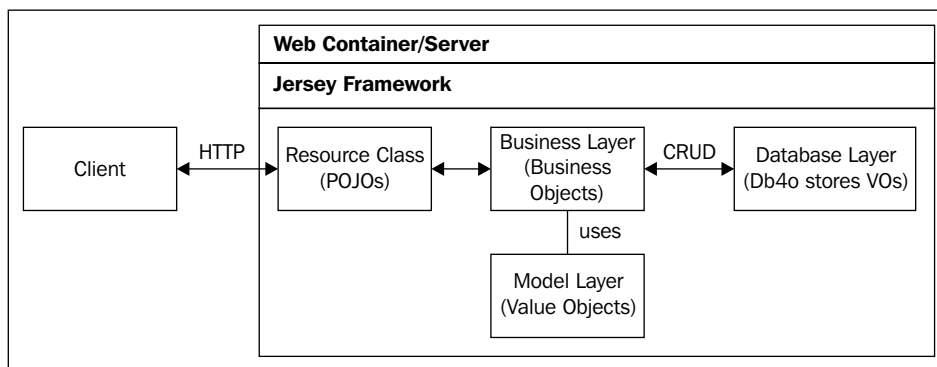 Web Container/Server
Jersey Framework
Client
HTTP
Resource Class
(POJOs)
Business Layer
(Business
Objects)
CRUD
Database Layer
(Db4o stores VOs)
uses
Model Layer
(Value Objects)